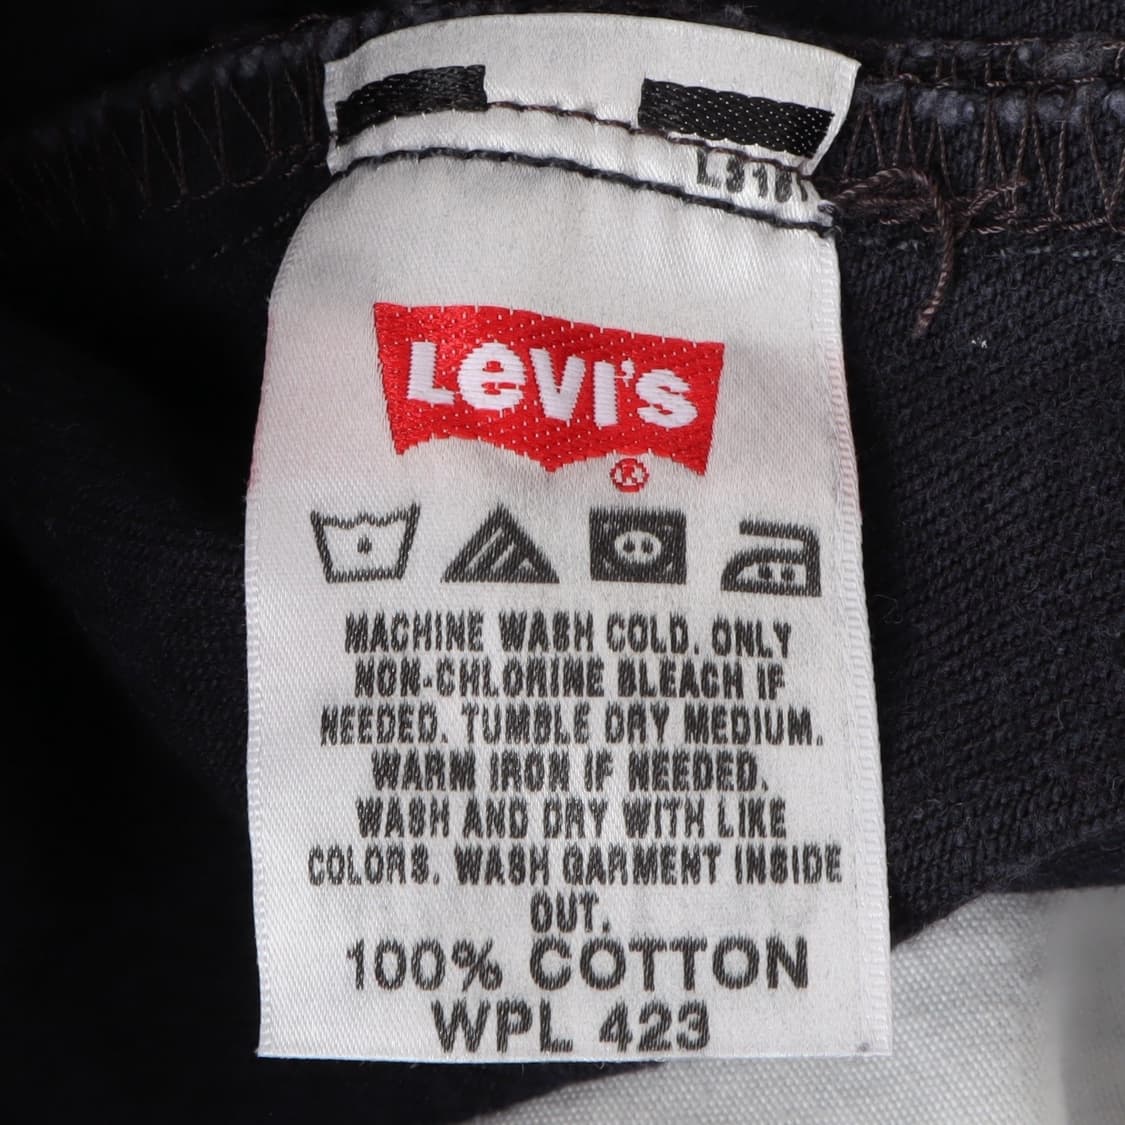 LEVI'S
®
MACHINE WASH COLD. ONLY
NON-CHLORINE BLEACH IF
NEEDED. TUMBLE DRY MEDIUM.
WARM IRON IF NEEDED.
WASH AND DRY WITH LIKE
COLORS. WASH GARMENT INSIDE
OUT.
100% COTTON
WPL 423